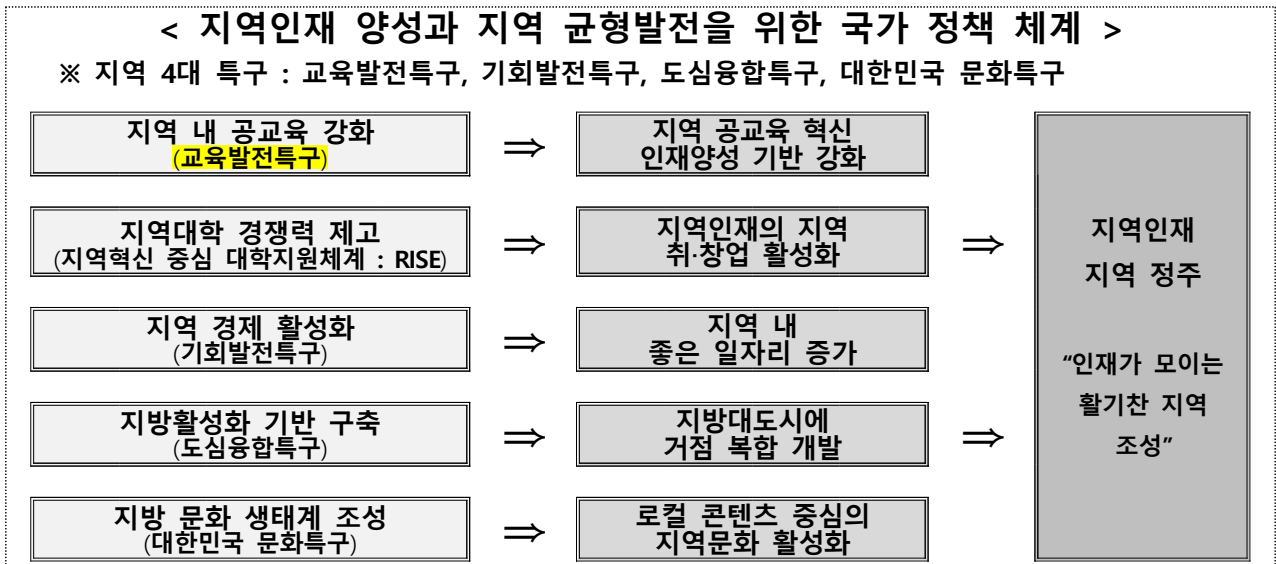 < 지역인재 양성과 지역 균형발전을 위한 국가 정책 체계 >
※ 지역 4대 특구 : 교육발전특구, 기회발전특구, 도심융합특구, 대한민국 문화특구
지역 내 공교육 강화
(교육발전특구)
⇒
지역 공교육 혁신
인재양성 기반 강화
지역대학 경쟁력 제고
(지역혁신 중심 대학지원체계 : RISE)
⇒
지역인재의 지역
취·창업 활성화
⇒
지역 경제 활성화
(기회발전특구)
⇒
지역 내
좋은 일자리 증가
지방활성화 기반 구축
(도심융합특구)
⇒
지방대도시에
거점 복합 개발
⇒
지방 문화 생태계 조성
(대한민국 문화특구)
⇒
로컬 콘텐츠 중심의
지역문화 활성화
지역인재
지역 정주
“인재가 모이는
활기찬 지역
조성”